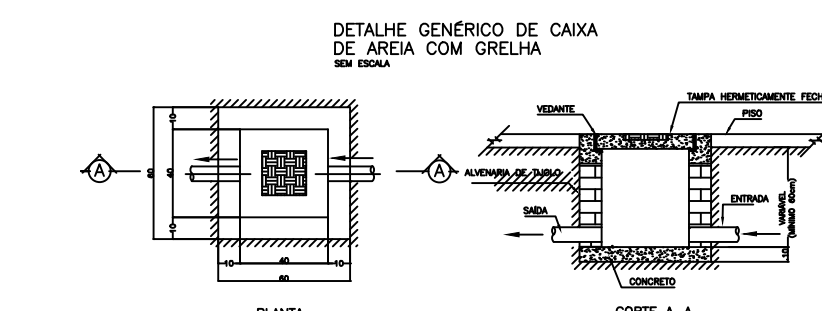 DETALHE GENÉRICO DE CAIXA
DE AREIA COM GRELHA
SEM ESCALA
TAMPA HERMETICAMENTE FECH
VEDANTE
PISO
10
A
A
60
40
ALVENARIA DE TIJOLO
SAÍDA
ENTRADA
VARIÁVEL
(MÍNIMO 60cm)
10
10
10
40
10
60
CONCRETO
PLANTA
CORTE A-A